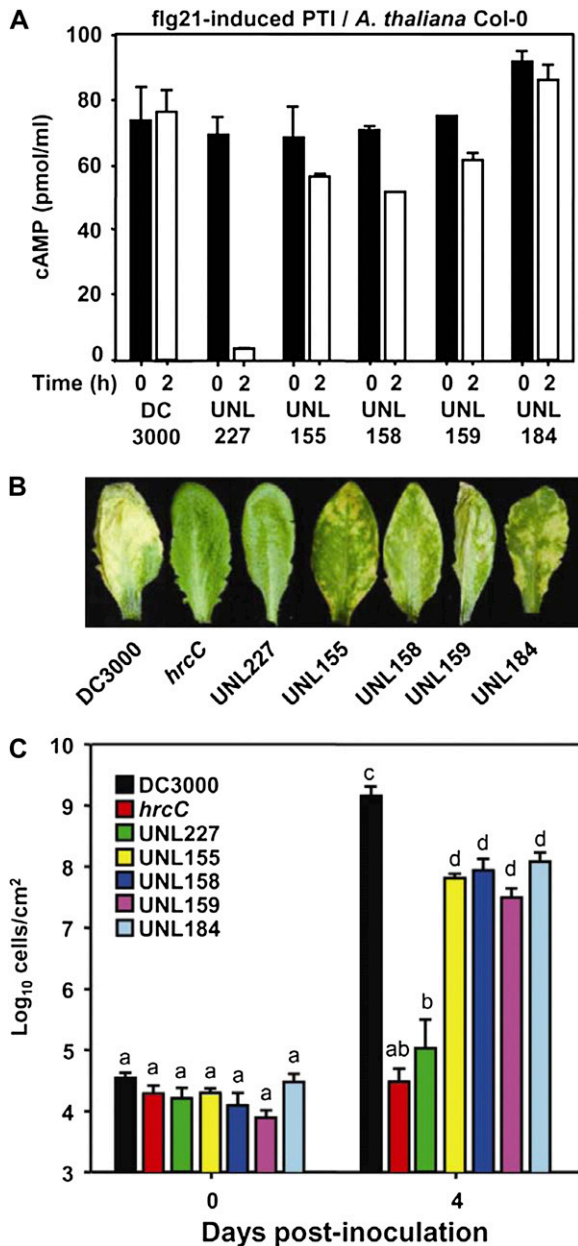 A
flg21-induced PTI / A. thaliana Col-0
cAMP (pmol/ml)
100
80
60
40
20
0
Time (h) 0 2 0 2 0 2 0 2 0 2 0 2
DC UNL UNL UNL UNL UNL
3000 227 155 158 159 184
B
DC3000 hrcC UNL227 UNL155 UNL158 UNL159 UNL184
C
Log10 cells/cm2
10
9
8
7
6
5
4
3
DC3000
hrcC
UNL227
UNL155
UNL158
UNL159
UNL184
a a a a a a a
c ab b d d d d
0 4
Days post-inoculation